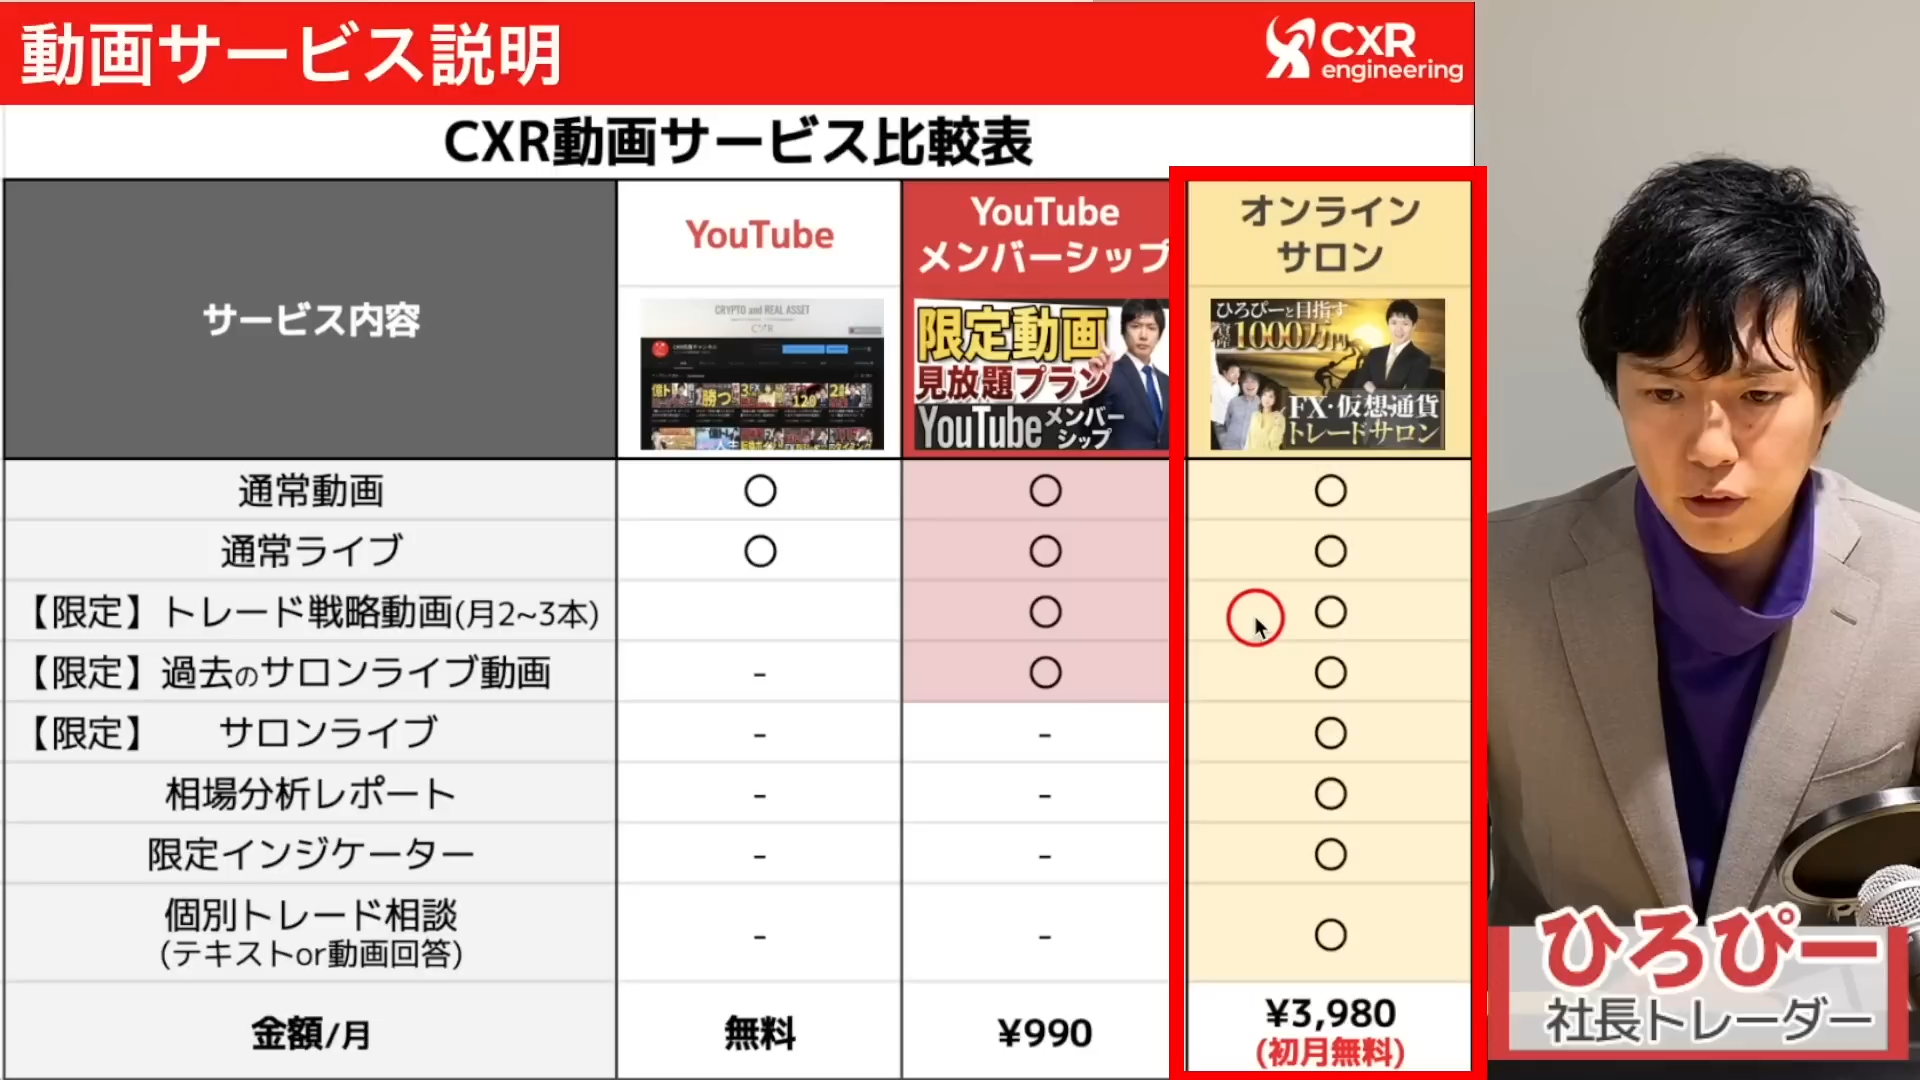 動画サービス説明
CXR
engineering
CXR動画サービス比較表
サービス内容
YouTube
YouTube
メンバーシップ
オンライン
サロン
CRYPTO and REAL ASSET
CXR
限定動画
見放題プラン
YouTubeメンバー
シップ
ひろぴーと目指す
資産1000万円
FX・仮想通貨
トレードサロン
通常動画 〇 〇 〇
通常ライブ 〇 〇 〇
【限定】トレード戦略動画(月2~3本) 〇 〇
【限定】過去のサロンライブ動画 - 〇 〇
【限定】 サロンライブ - - 〇
相場分析レポート - - 〇
限定インジケーター - - 〇
個別トレード相談
(テキストor動画回答) - - 〇
金額/月 無料 ¥990 ¥3,980
(初月無料)
ひろぴー
社長トレーダー